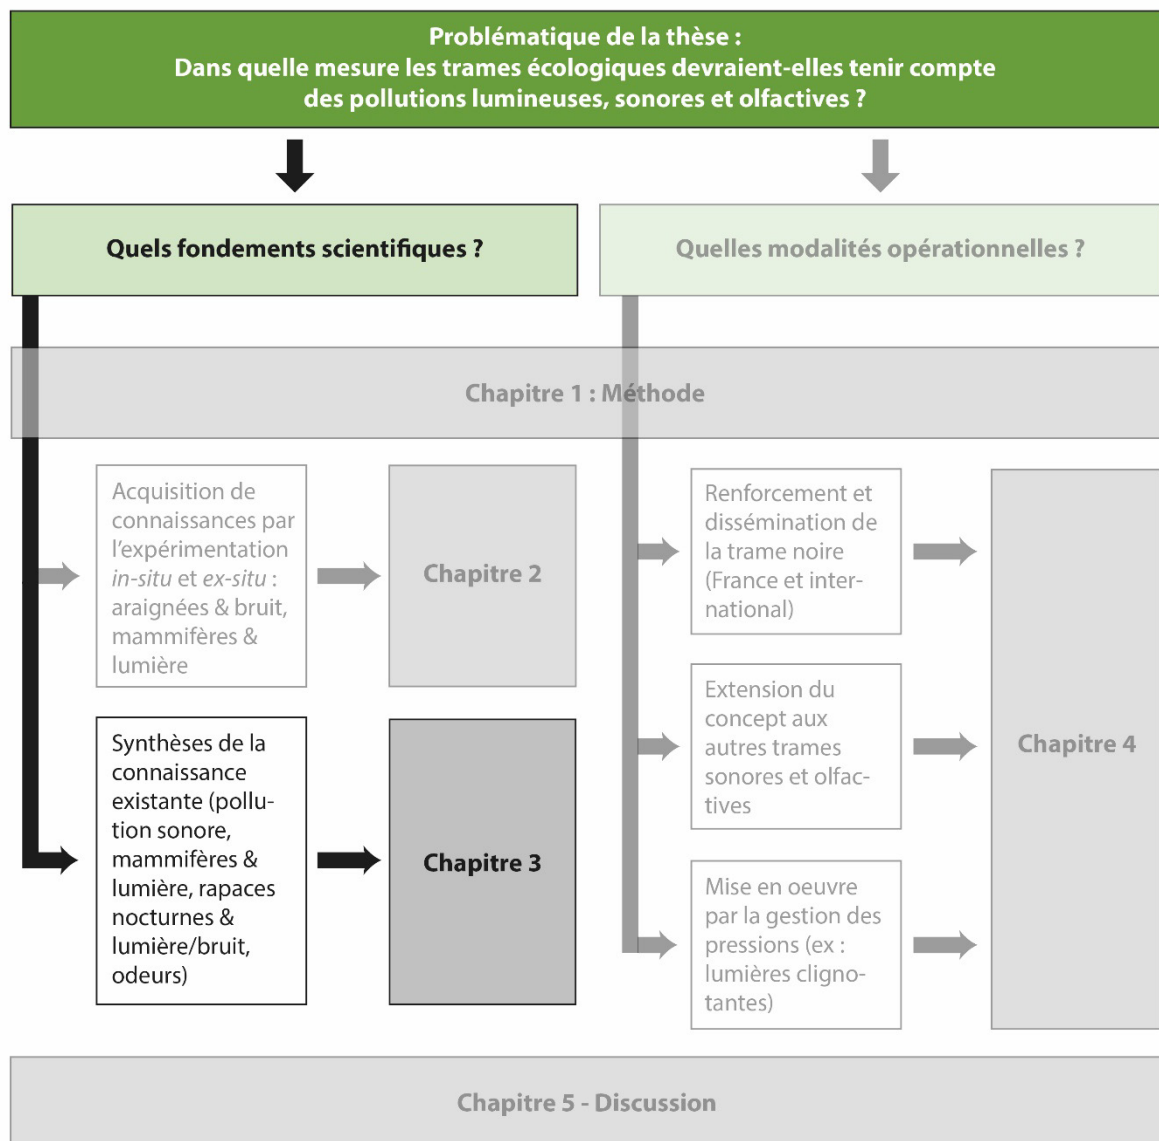 Problématique de la thèse :
Dans quelle mesure les trames écologiques devraient-elles tenir compte
des pollutions lumineuses, sonores et olfactives ?
Quels fondements scientifiques ?
Quelles modalités opérationnelles ?
Chapitre 1 : Méthode
Acquisition de
connaissances par
l’expérimentation
in-situ et ex-situ :
araignées & bruit,
mammifères &
lumière
Chapitre 2
Synthèses de la
connaissance
existante (pollu-
tion sonore,
mammifères &
lumière, rapaces
nocturnes &
lumière/bruit,
odeurs)
Chapitre 3
Renforcement et
dissémination de
la trame noire
(France et inter-
national)
Extension du
concept aux
autres trames
sonores et olfac-
tives
Mise en oeuvre
par la gestion des
pressions (ex :
lumières cligno-
tantes)
Chapitre 4
Chapitre 5 - Discussion